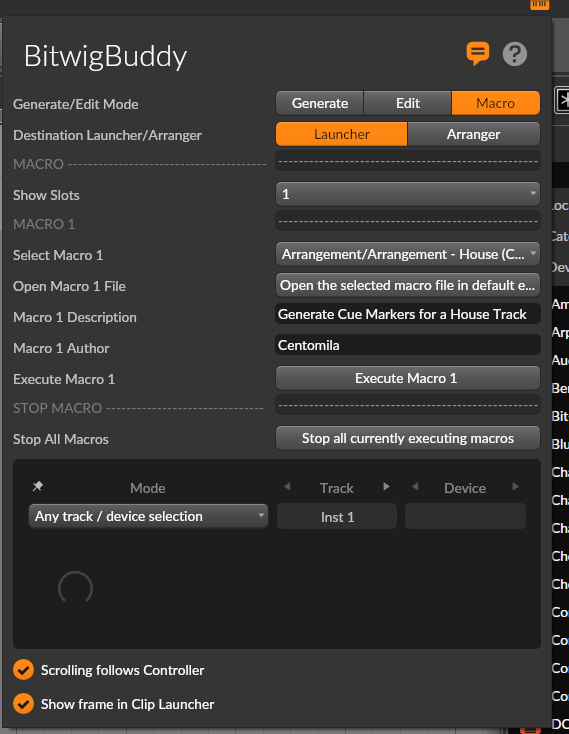 BitwigBuddy
?
Generate/Edit Mode Generate Edit Macro
Destination Launcher/Arranger Launcher Arranger
MACRO ---------------------------------- --------------------------------------------
Show Slots 1
MACRO 1 --------------------------------------------
Select Macro 1 Arrangement/Arrangement - House (C...
Open Macro 1 File Open the selected macro file in default e...
Macro 1 Description Generate Cue Markers for a House Track
Macro 1 Author Centomila
Execute Macro 1 Execute Macro 1
STOP MACRO --------------------------- --------------------------------------------
Stop All Macros Stop all currently executing macros
Mode Track Device
Any track / device selection Inst 1
Scrolling follows Controller
Show frame in Clip Launcher
Loc
Cat
Dev
Am
Arp
Au
Ber
Bit
Blu
Cha
Cha
Cha
Cho
Cho
Co
Co
Co
Co
DC